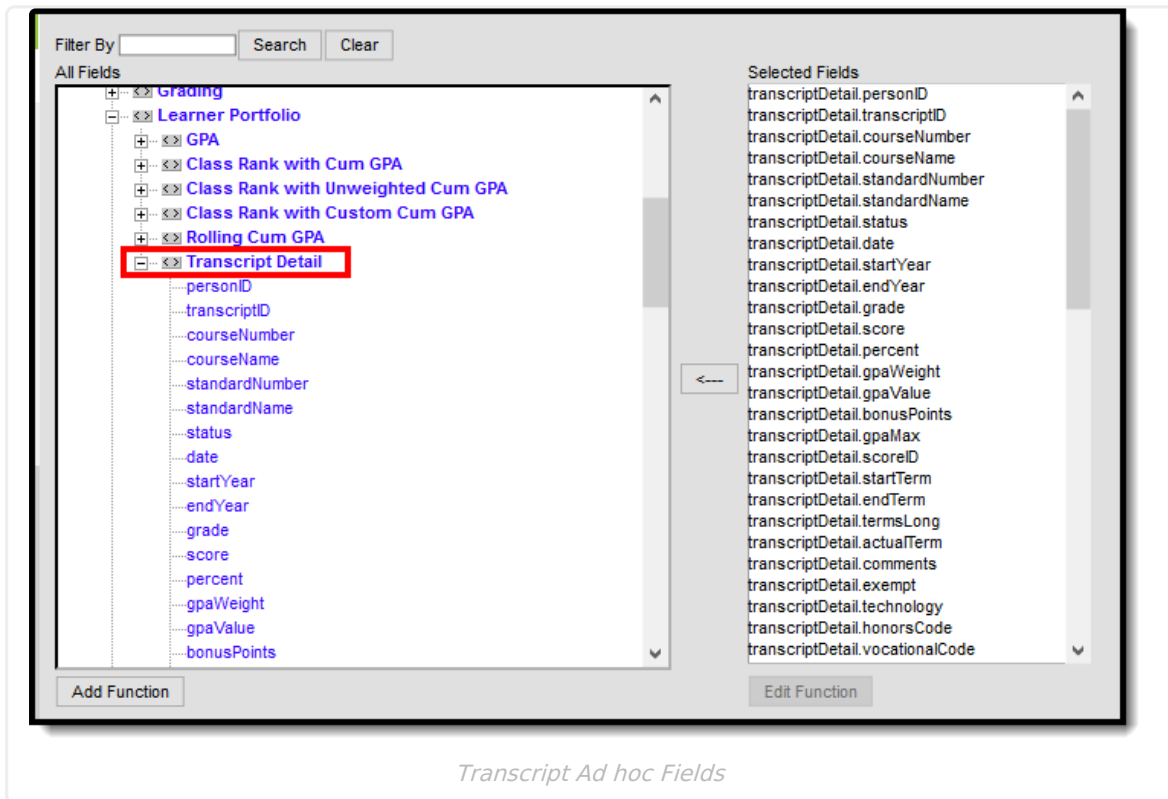 Filter By Search Clear
All Fields
Grading
Learner Portfolio
GPA
Class Rank with Cum GPA
Class Rank with Unweighted Cum GPA
Class Rank with Custom Cum GPA
Rolling Cum GPA
Transcript Detail
personID
transcriptID
courseNumber
courseName
standardNumber
standardName
status
date
startYear
endYear
grade
score
percent
gpaWeight
gpaValue
bonusPoints
Add Function
<---
Selected Fields
transcriptDetail.personID
transcriptDetail.transcriptID
transcriptDetail.courseNumber
transcriptDetail.courseName
transcriptDetail.standardNumber
transcriptDetail.standardName
transcriptDetail.status
transcriptDetail.date
transcriptDetail.startYear
transcriptDetail.endYear
transcriptDetail.grade
transcriptDetail.score
transcriptDetail.percent
transcriptDetail.gpaWeight
transcriptDetail.gpaValue
transcriptDetail.bonusPoints
transcriptDetail.gpaMax
transcriptDetail.scoreID
transcriptDetail.startTerm
transcriptDetail.endTerm
transcriptDetail.termsLong
transcriptDetail.actualTerm
transcriptDetail.comments
transcriptDetail.exempt
transcriptDetail.technology
transcriptDetail.honorsCode
transcriptDetail.vocationalCode
Edit Function
Transcript Ad hoc Fields